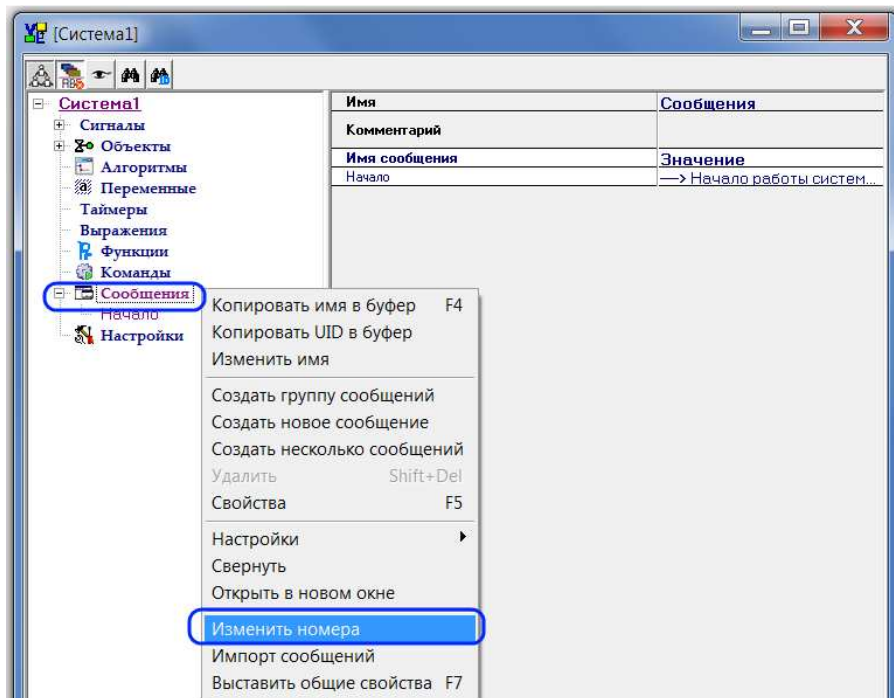 [Система1]
Система1
Сигналы
Объекты
Алгоритмы
Переменные
Таймеры
Выражения
Функции
Команды
Сообщения
Начало
Настройки
Имя Сообщения
Комментарий
Имя сообщения Значение
Начало —> Начало работы систем...
Копировать имя в буфер F4
Копировать UID в буфер
Изменить имя
Создать группу сообщений
Создать новое сообщение
Создать несколько сообщений
Удалить Shift+Del
Свойства F5
Настройки
Свернуть
Открыть в новом окне
Изменить номера
Импорт сообщений
Выставить общие свойства F7